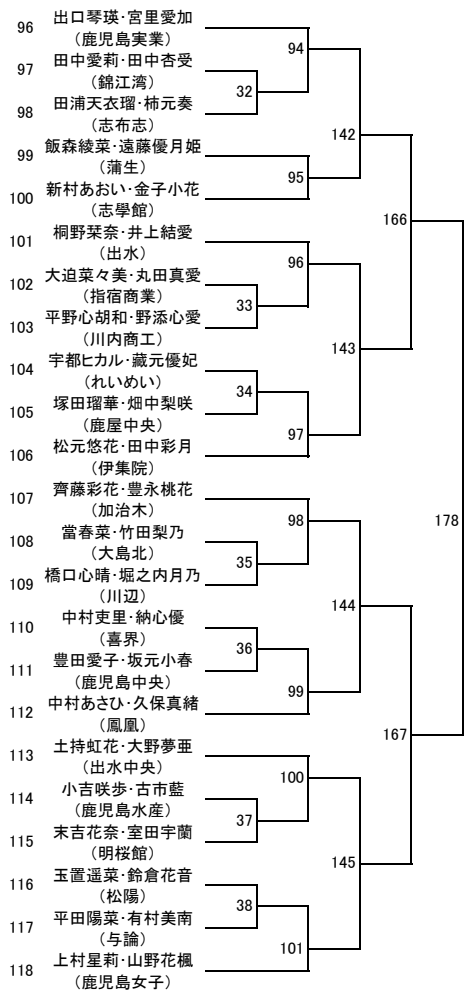 96 出口琴瑛・宮里愛加
(鹿児島実業)
94
97 田中愛莉・田中杏受
(錦江湾)
32
98 田浦天衣瑠・柿元奏
(志布志)
142
99 飯森綾菜・遠藤優月姫
(蒲生)
95
100 新村あおい・金子小花
(志學館)
166
101 桐野栞奈・井上結愛
(出水)
96
102 大迫菜々美・丸田真愛
(指宿商業)
33
103 平野心胡和・野添心愛
(川内商工)
143
104 宇都ヒカル・藏元優妃
(れいめい)
34
105 塚田瑠華・畑中梨咲
(鹿屋中央)
97
106 松元悠花・田中彩月
(伊集院)
107 齊藤彩花・豊永桃花
(加治木)
98
178
108 當春菜・竹田梨乃
(大島北)
35
109 橋口心晴・堀之内月乃
(川辺)
144
110 中村吏里・納心優
(喜界)
36
111 豊田愛子・坂元小春
(鹿児島中央)
99
112 中村あさひ・久保真緒
(鳳凰)
167
113 土持虹花・大野夢亜
(出水中央)
100
114 小吉咲歩・古市藍
(鹿児島水産)
37
115 末吉花奈・室田宇蘭
(明桜館)
145
116 玉置遥菜・鈴倉花音
(松陽)
38
117 平田陽菜・有村美南
(与論)
101
118 上村星莉・山野花楓
(鹿児島女子)